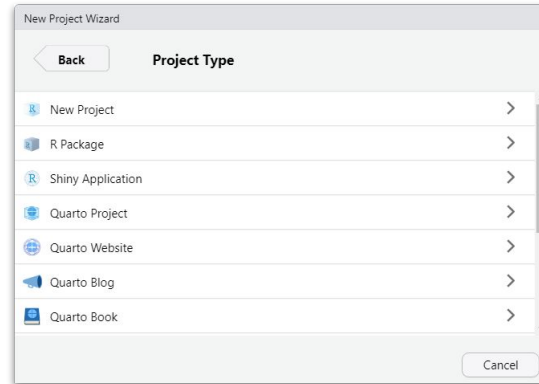 New Project Wizard
Back
Project Type
R New Project
R Package
R Shiny Application
Quarto Project
Quarto Website
Quarto Blog
Quarto Book
Cancel